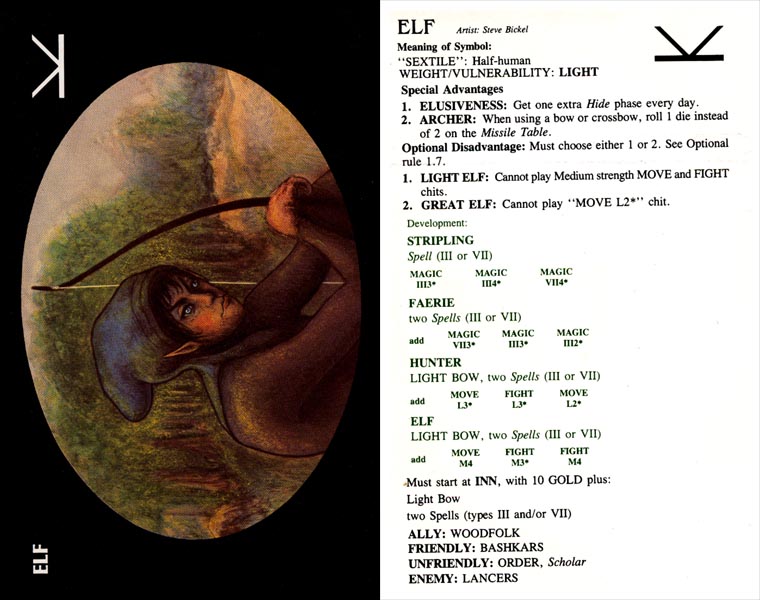 ELF
ELF Artist: Steve Bickel
Meaning of Symbol:
"SEXTILE": Half-human
WEIGHT/VULNERABILITY: LIGHT
Special Advantages
1. ELUSIVENESS: Get one extra Hide phase every day.
2. ARCHER: When using a bow or crossbow, roll 1 die instead
of 2 on the Missile Table.
Optional Disadvantage: Must choose either 1 or 2. See Optional
rule 1.7.
1. LIGHT ELF: Cannot play Medium strength MOVE and FIGHT
chits.
2. GREAT ELF: Cannot play "MOVE L2*" chit.
Development:
STRIPLING
Spell (III or VII)
MAGIC MAGIC MAGIC
III3* III4* VII4*
FAERIE
two Spells (III or VII)
add MAGIC MAGIC MAGIC
VII3* III3* III2*
HUNTER
LIGHT BOW, two Spells (III or VII)
add MOVE FIGHT MOVE
L3* L3* L2*
ELF
LIGHT BOW, two Spells (III or VII)
add MOVE FIGHT FIGHT
M4 M3* M4
Must start at INN, with 10 GOLD plus:
Light Bow
two Spells (types III and/or VII)
ALLY: WOODFOLK
FRIENDLY: BASHKARS
UNFRIENDLY: ORDER, Scholar
ENEMY: LANCERS